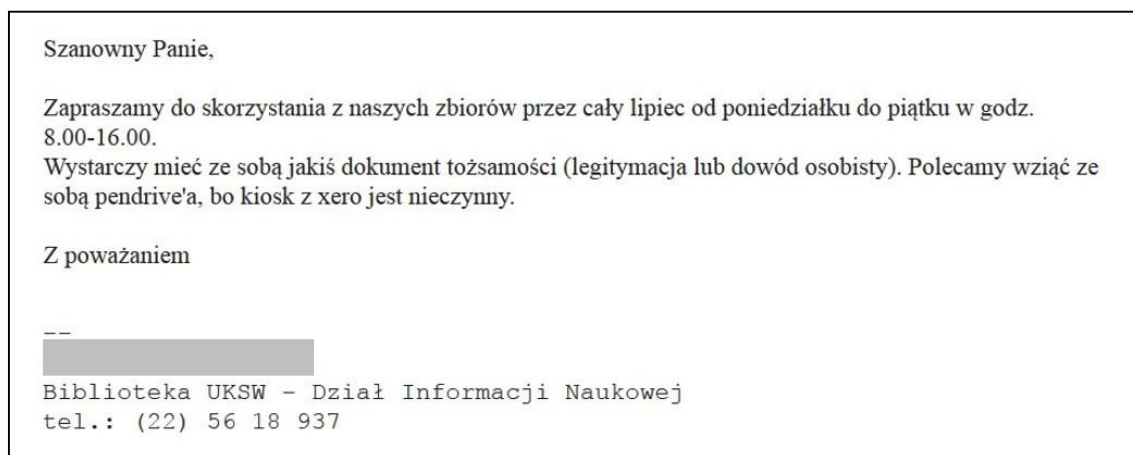 Szanowny Panie,
Zapraszamy do skorzystania z naszych zbiorów przez cały lipiec od poniedziałku do piątku w godz.
8.00-16.00.
Wystarczy mieć ze sobą jakiś dokument tożsamości (legitymacja lub dowód osobisty). Polecamy wziąć ze
sobą pendrive'a, bo kiosk z xero jest nieczynny.
Z poważaniem
--
Biblioteka UKSW - Dział Informacji Naukowej
tel.: (22) 56 18 937